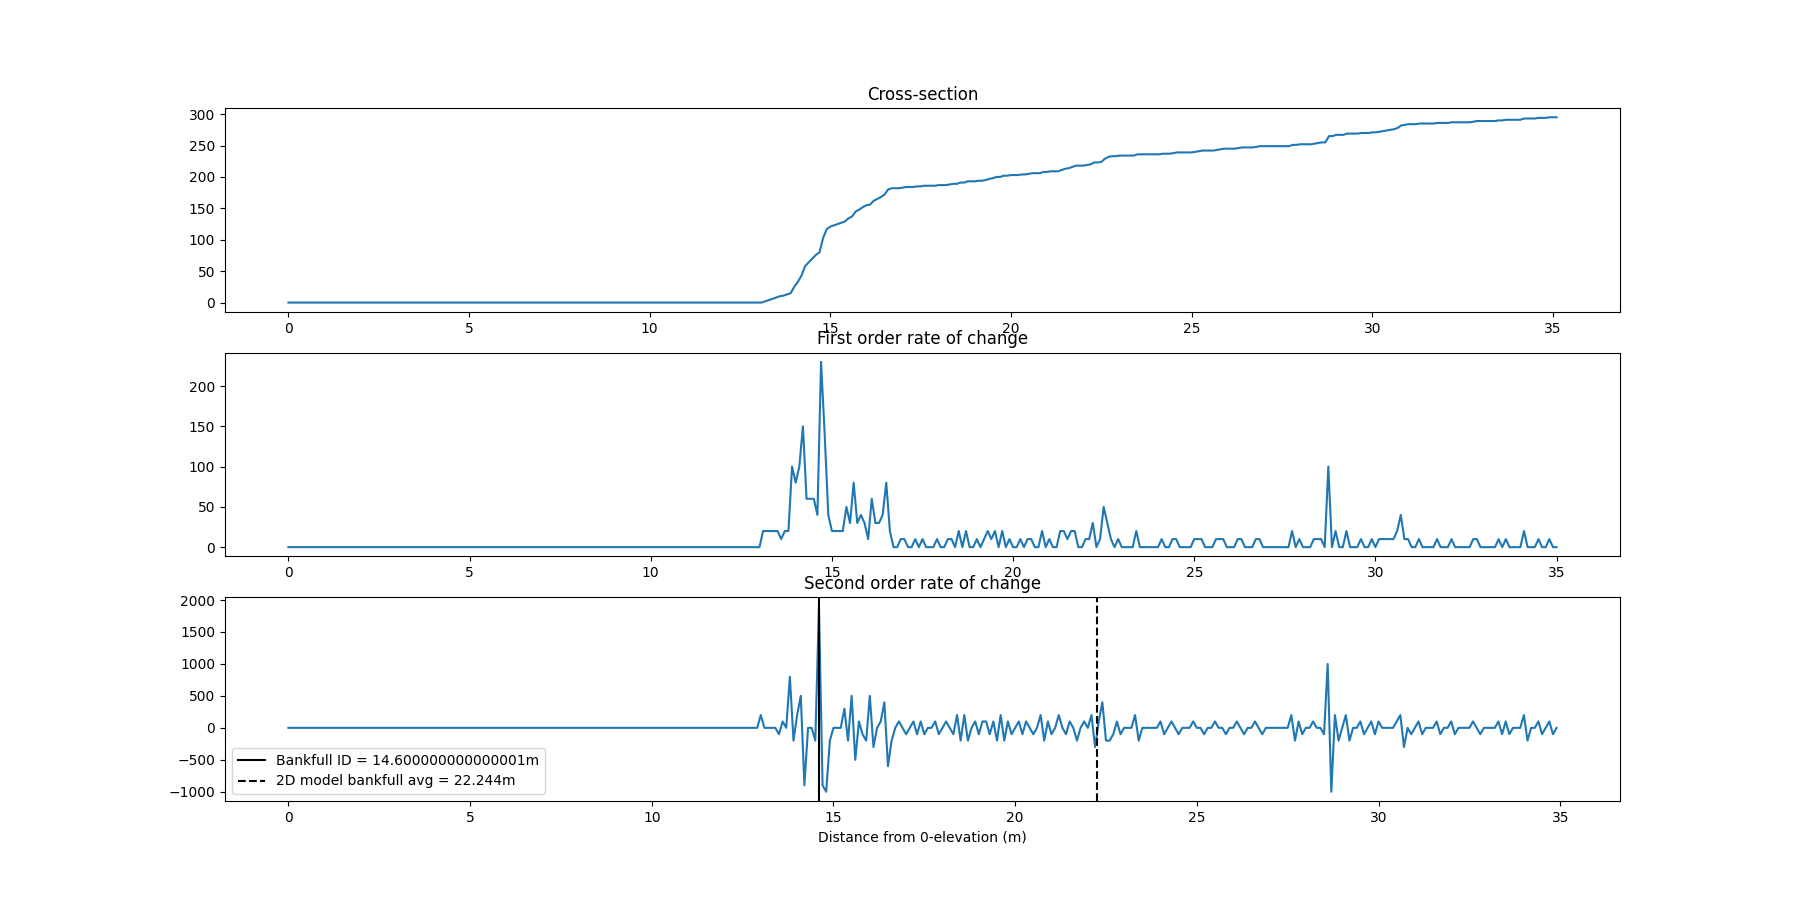 Cross-section
300
250
200
150
100
50
0
0 5 10 15 20 25 30 35
First order rate of change
200
150
100
50
0
0 5 10 15 20 25 30 35
Second order rate of change
2000
1500
1000
500
0
−500
−1000
Bankfull ID = 14.600000000000001m
2D model bankfull avg = 22.244m
0 5 10 15 20 25 30 35
Distance from 0-elevation (m)